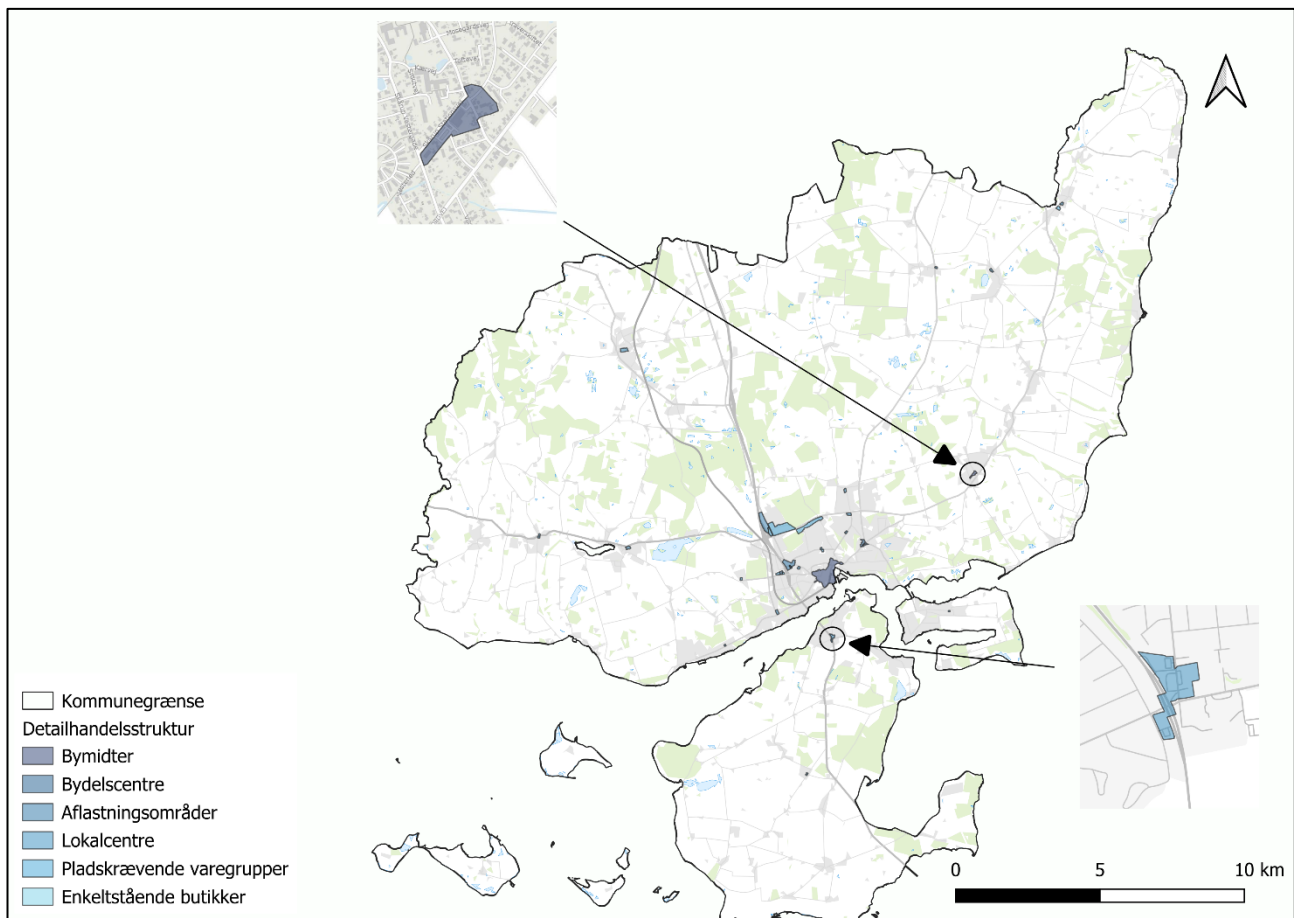 Kommunegrænse
Detailhandelsstruktur
Bymidter
Bydelscentre
Aflastningsområder
Lokalcentre
Pladskrævende varegrupper
Enkeltstående butikker
0 5 10 km